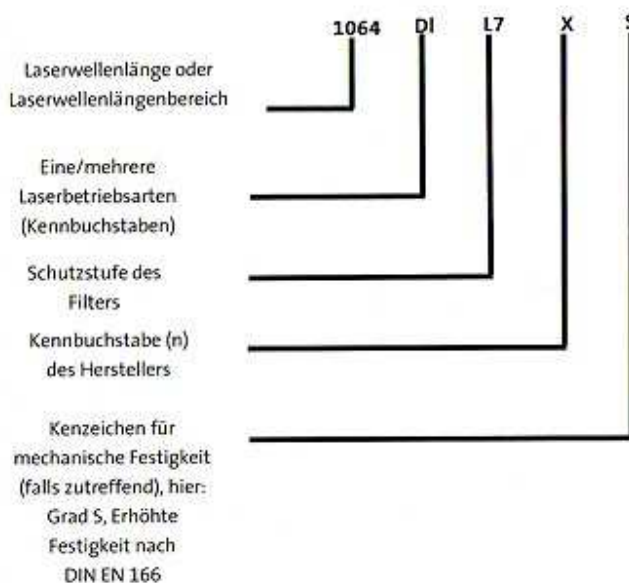 1064 DI L7 X S
Laserwellenlänge oder
Laserwellenlängenbereich
Eine/mehrere
Laserbetriebsarten
(Kennbuchstaben)
Schutzstufe des
Filters
Kennbuchstabe (n)
des Herstellers
Kenzeichen für
mechanische Festigkeit
(falls zutreffend), hier:
Grad S, Erhöhte
Festigkeit nach
DIN EN 166